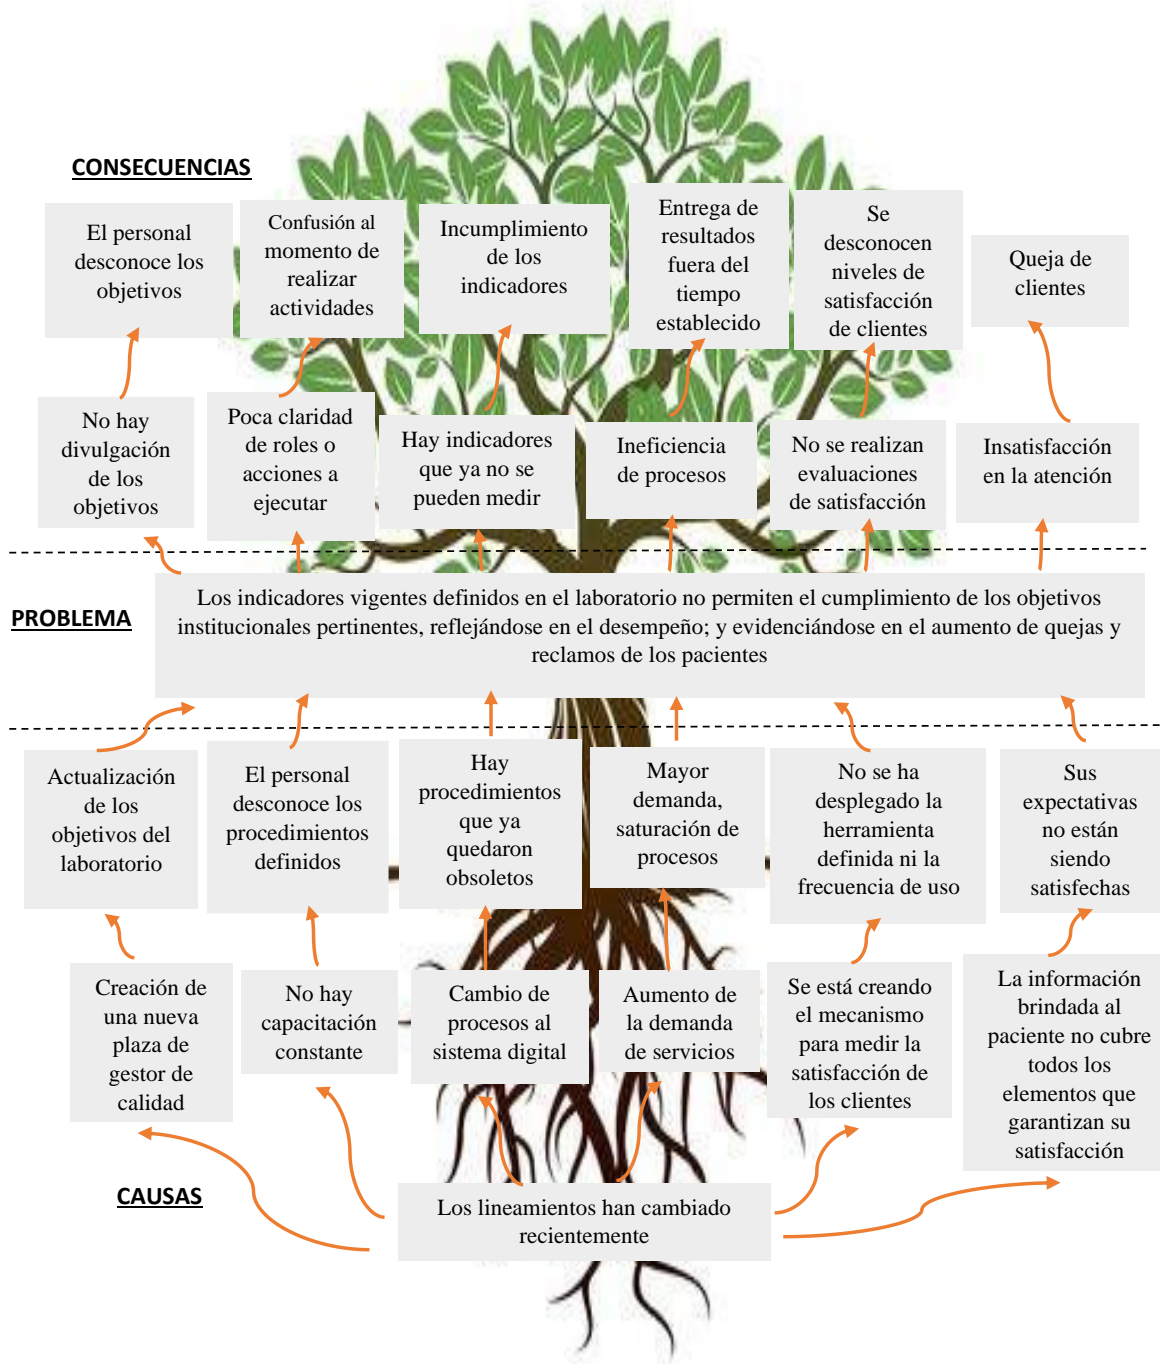 CONSECUENCIAS
El personal
desconoce los
objetivos
Confusión al
momento de
realizar
actividades
Incumplimiento
de los
indicadores
Entrega de
resultados
fuera del
tiempo
establecido
Se
desconocen
niveles de
satisfacción
de clientes
Queja de
clientes
No hay
divulgación
de los
objetivos
Poca claridad
de roles o
acciones a
ejecutar
Hay indicadores
que ya no se
pueden medir
Ineficiencia
de procesos
No se realizan
evaluaciones
de satisfacción
Insatisfacción
en la atención
PROBLEMA
Los indicadores vigentes definidos en el laboratorio no permiten el cumplimiento de los objetivos
institucionales pertinentes, reflejándose en el desempeño; y evidenciándose en el aumento de quejas y
reclamos de los pacientes
Actualización
de los
objetivos del
laboratorio
El personal
desconoce los
procedimientos
definidos
Hay
procedimientos
que ya
quedaron
obsoletos
Mayor
demanda,
saturación de
procesos
No se ha
desplegado la
herramienta
definida ni la
frecuencia de uso
Sus
expectativas
no están
siendo
satisfechas
Creación de
una nueva
plaza de
gestor de
calidad
No hay
capacitación
constante
Cambio de
procesos al
sistema digital
Aumento de
la demanda
de servicios
Se está creando
el mecanismo
para medir la
satisfacción de
los clientes
La información
brindada al
paciente no cubre
todos los
elementos que
garantizan su
satisfacción
CAUSAS
Los lineamientos han cambiado
recientemente